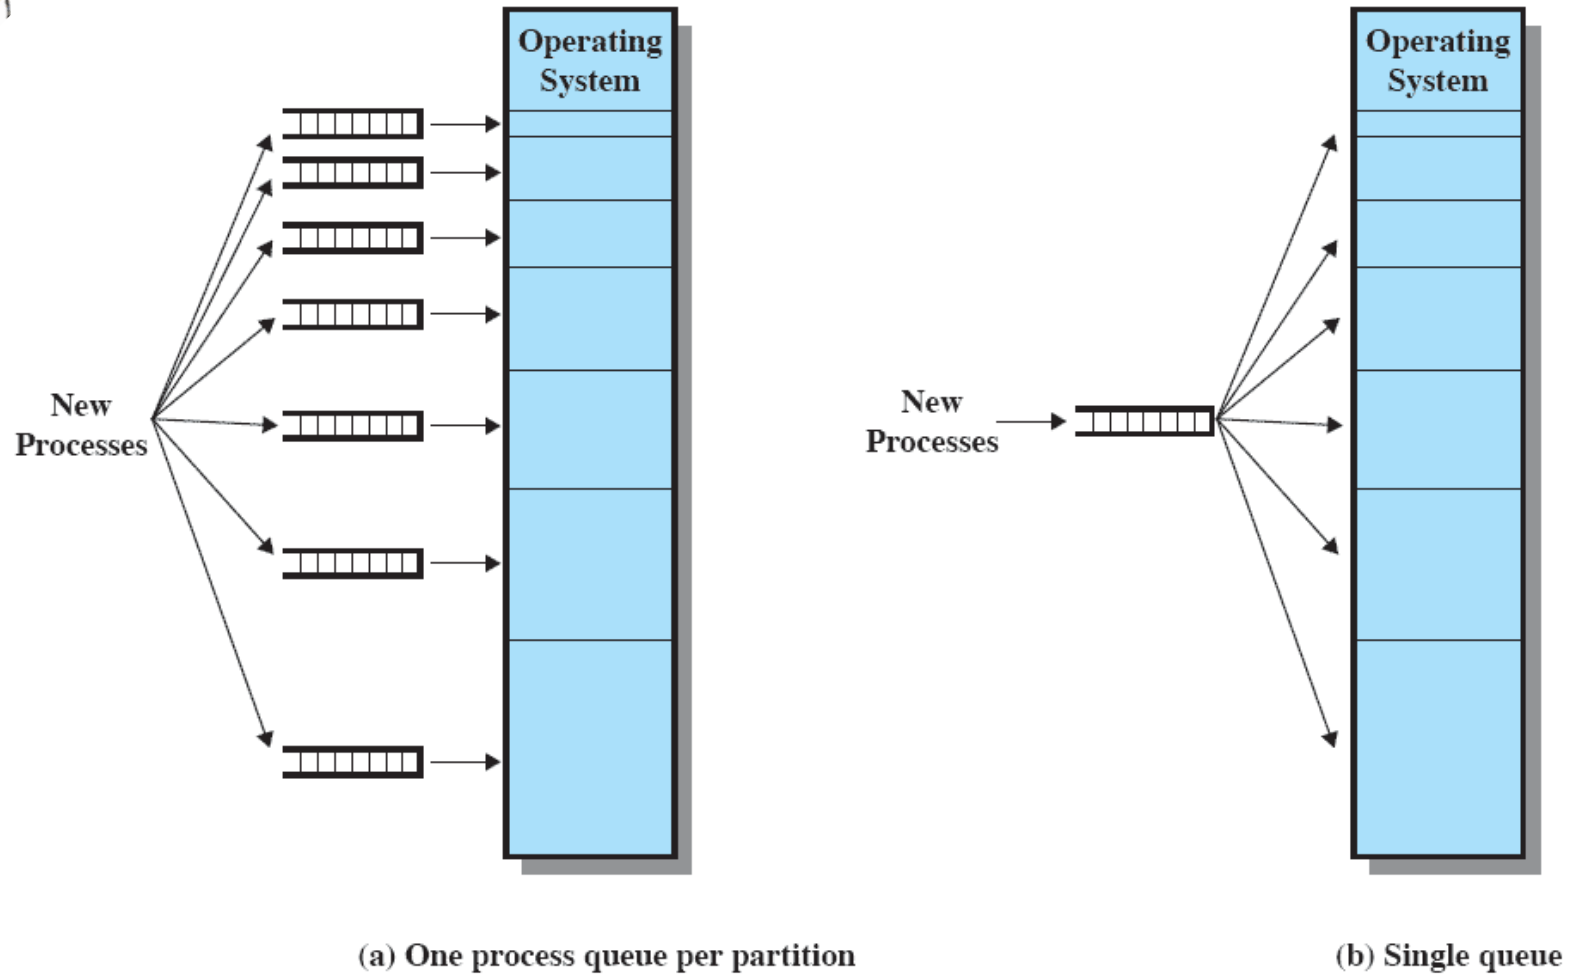 Operating
System
New
Processes
(a) One process queue per partition
Operating
System
New
Processes
(b) Single queue